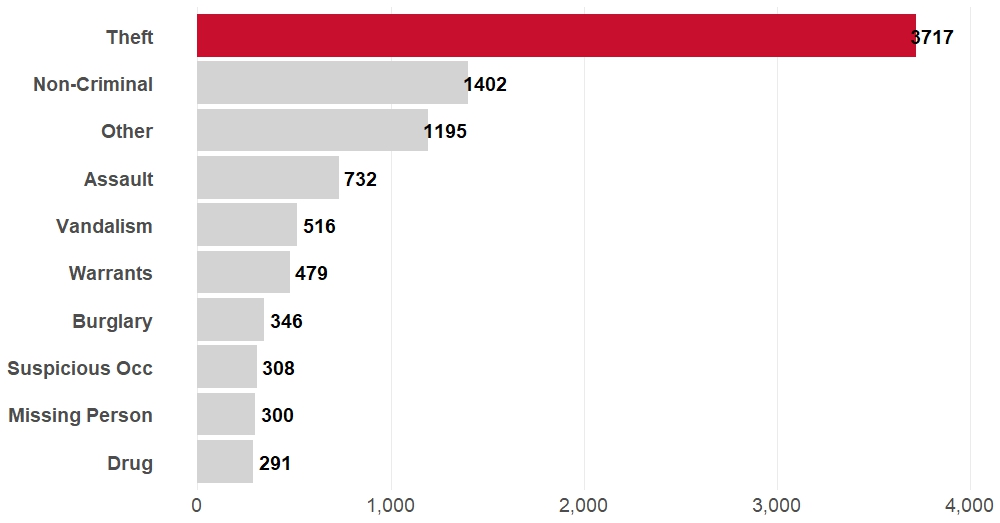 Theft 3717
Non-Criminal 1402
Other 1195
Assault 732
Vandalism 516
Warrants 479
Burglary 346
Suspicious Occ 308
Missing Person 300
Drug 291
0 1,000 2,000 3,000 4,000